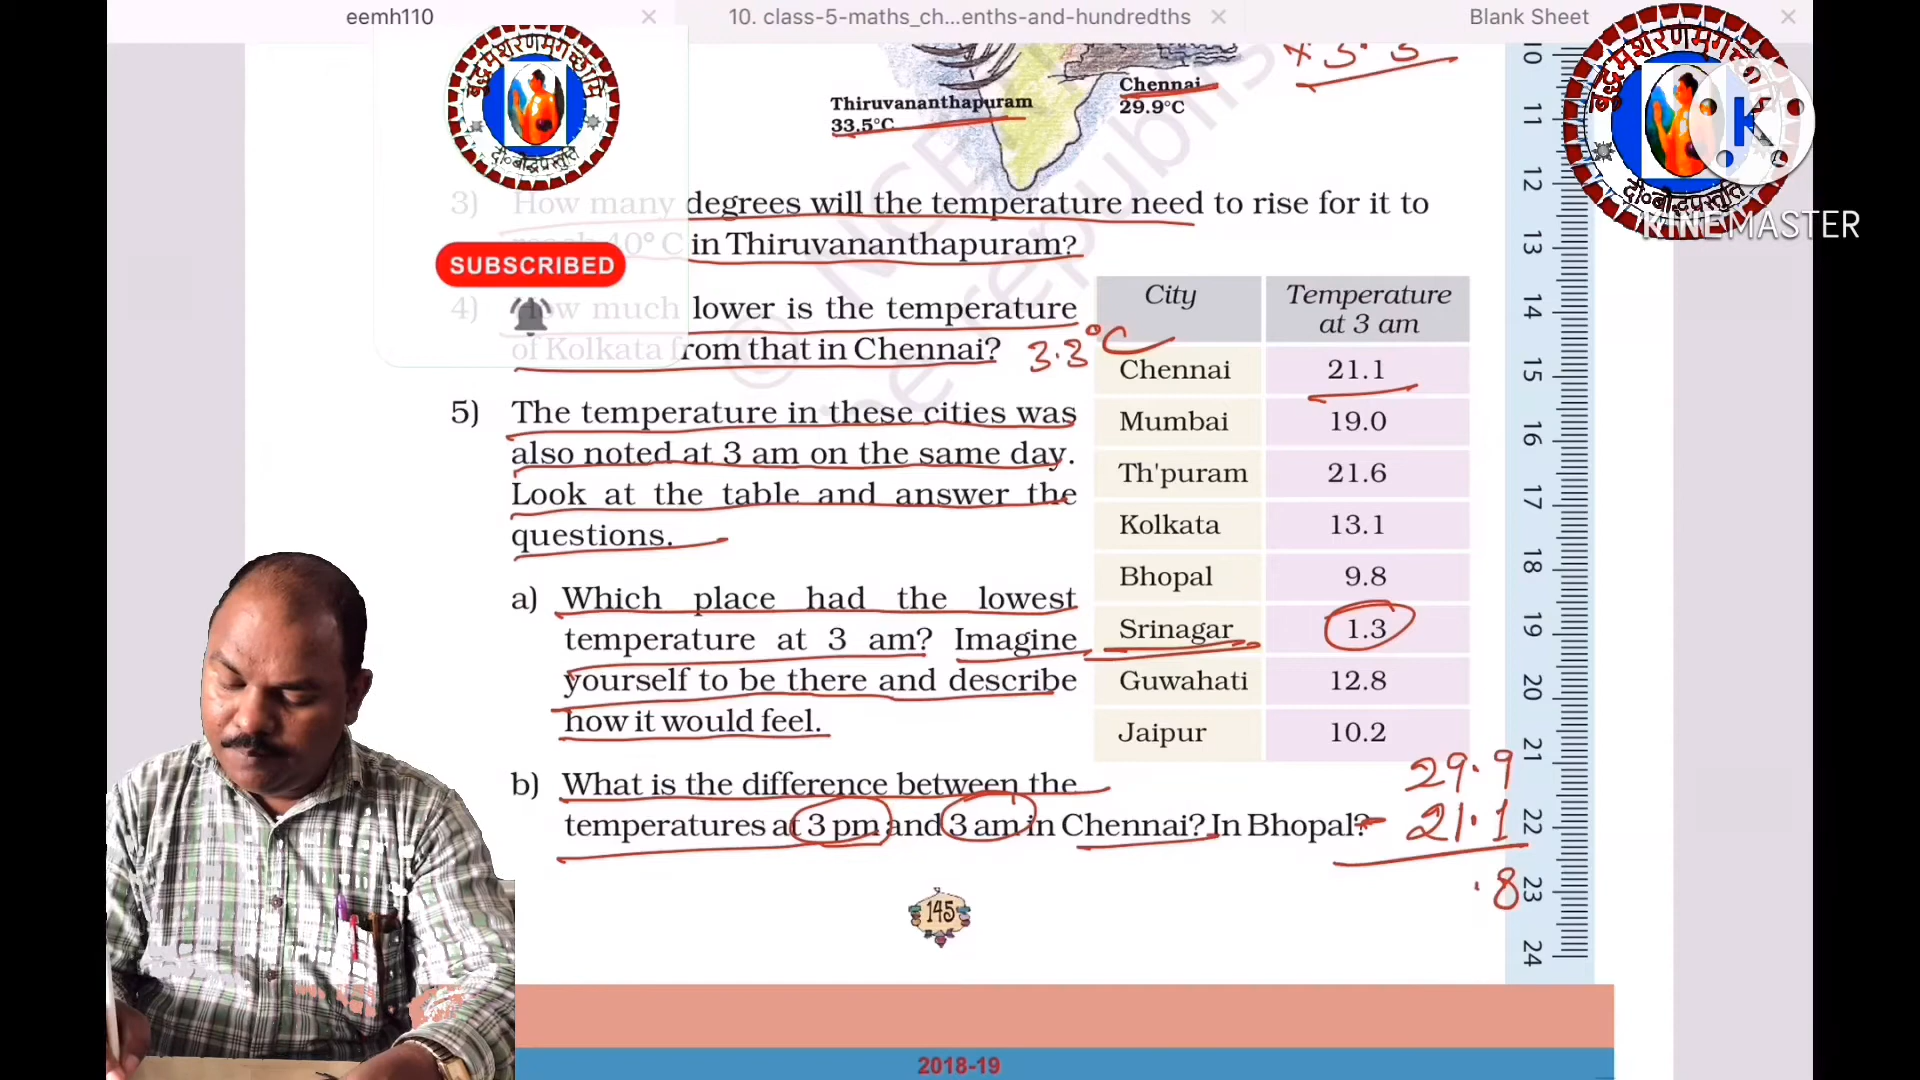 eemh110
10. class-5-maths_ch...enths-and-hundredths
Blank Sheet
Chennai
29.9°C
Thiruvananthapuram
33.5°C
3) How many degrees will the temperature need to rise for it to
reach 40° C in Thiruvananthapuram?
SUBSCRIBED
4) How much lower is the temperature
of Kolkata from that in Chennai? 3.3°C
5) The temperature in these cities was
also noted at 3 am on the same day.
Look at the table and answer the
questions.
a) Which place had the lowest
temperature at 3 am? Imagine
yourself to be there and describe
how it would feel.
b) What is the difference between the
temperatures at 3 pm and 3 am in Chennai? In Bhopal?
City Temperature at 3 am
Chennai 21.1
Mumbai 19.0
Th'puram 21.6
Kolkata 13.1
Bhopal 9.8
Srinagar 1.3
Guwahati 12.8
Jaipur 10.2
29.9
- 21.1
.8
145
2018-19
10
11
12
13
14
15
16
17
18
19
20
21
22
23
24
K
KINEMASTER